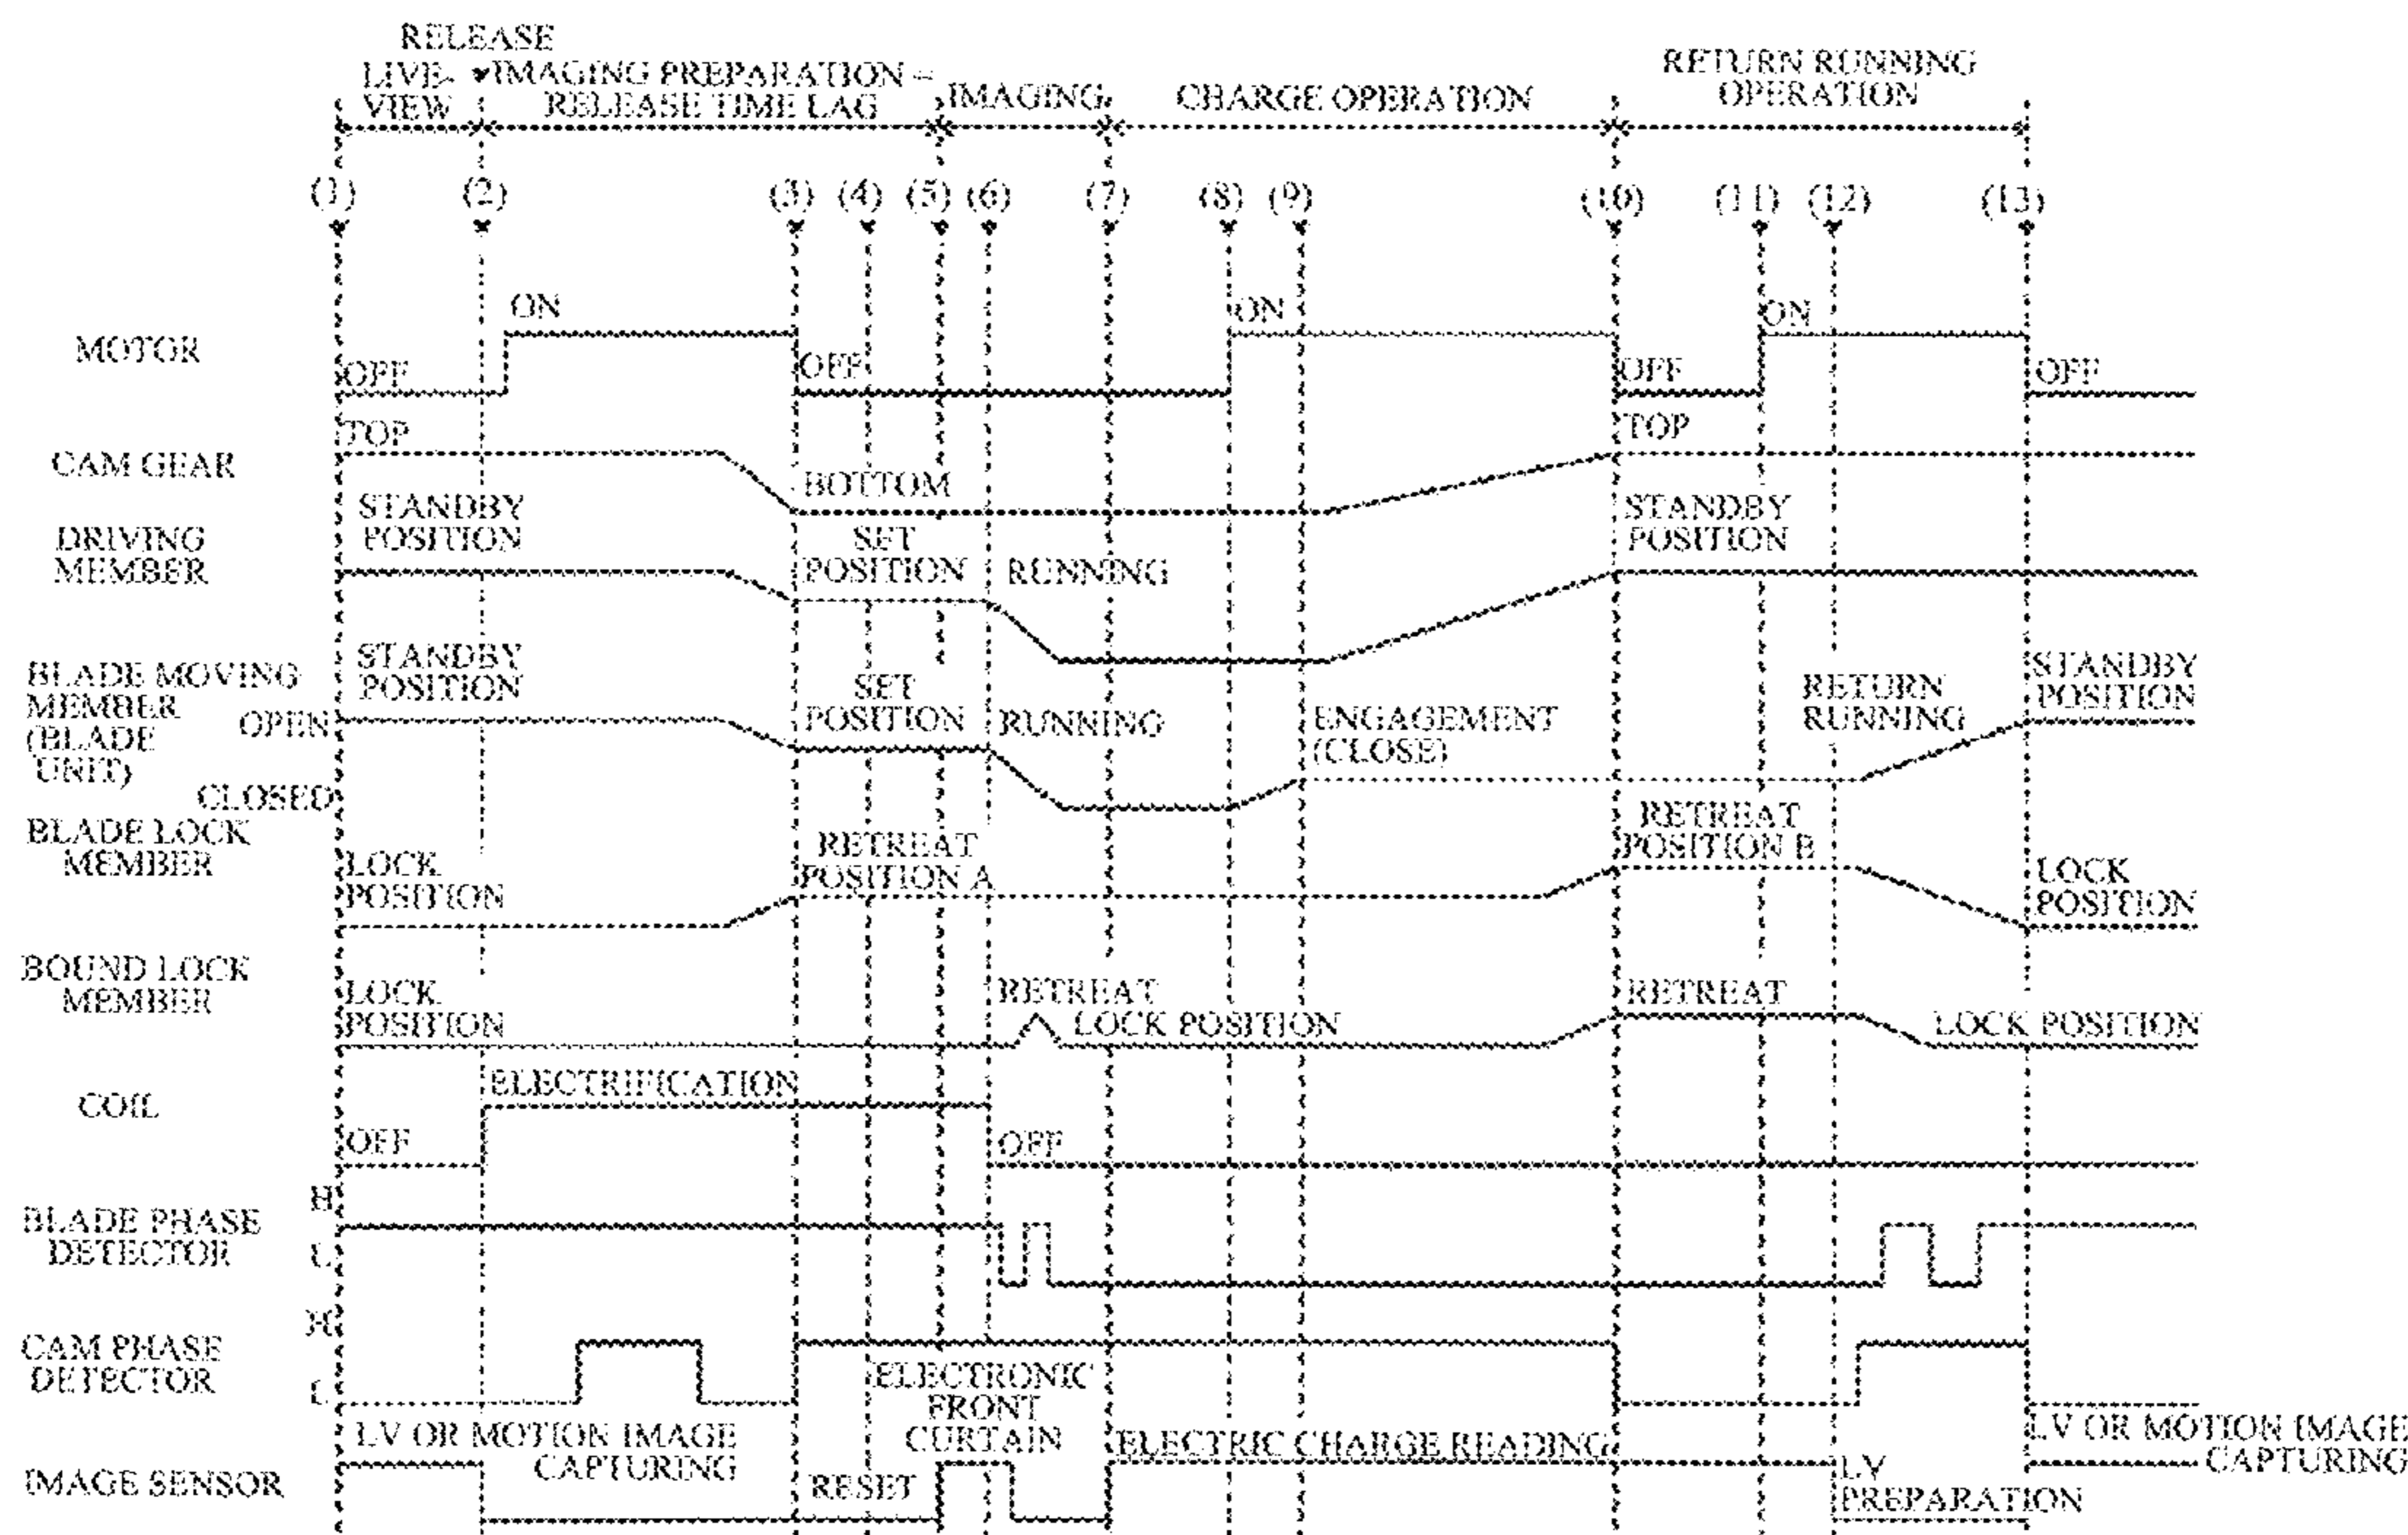 RELEASE
LIVE-
VIEW
IMAGING PREPARATION =
RELEASE TIME LAG
IMAGING
CHARGE OPERATION
RETURN RUNNING
OPERATION
(1) (2) (3) (4) (5) (6) (7) (8) (9) (10) (11) (12) (13)
MOTOR
OFF
ON
OFF
ON
OFF
ON
OFF
CAM GEAR
TOP
BOTTOM
TOP
DRIVING
MEMBER
STANDBY
POSITION
SET
POSITION
RUNNING
STANDBY
POSITION
BLADE MOVING
MEMBER
(BLADE
UNIT)
OPEN
CLOSED
STANDBY
POSITION
SET
POSITION
RUNNING
ENGAGEMENT
(CLOSE)
RETURN
RUNNING
STANDBY
POSITION
BLADE LOCK
MEMBER
LOCK
POSITION
RETREAT
POSITION A
RETREAT
POSITION B
LOCK
POSITION
BOUND LOCK
MEMBER
LOCK
POSITION
RETREAT
LOCK POSITION
RETREAT
LOCK POSITION
COIL
OFF
ELECTRIFICATION
OFF
BLADE PHASE
DETECTOR
H
L
CAM PHASE
DETECTOR
H
L
IMAGE SENSOR
LV OR MOTION IMAGE
CAPTURING
RESET
ELECTRONIC
FRONT
CURTAIN
ELECTRIC CHARGE READING
LV
PREPARATION
LV OR MOTION IMAGE
CAPTURING